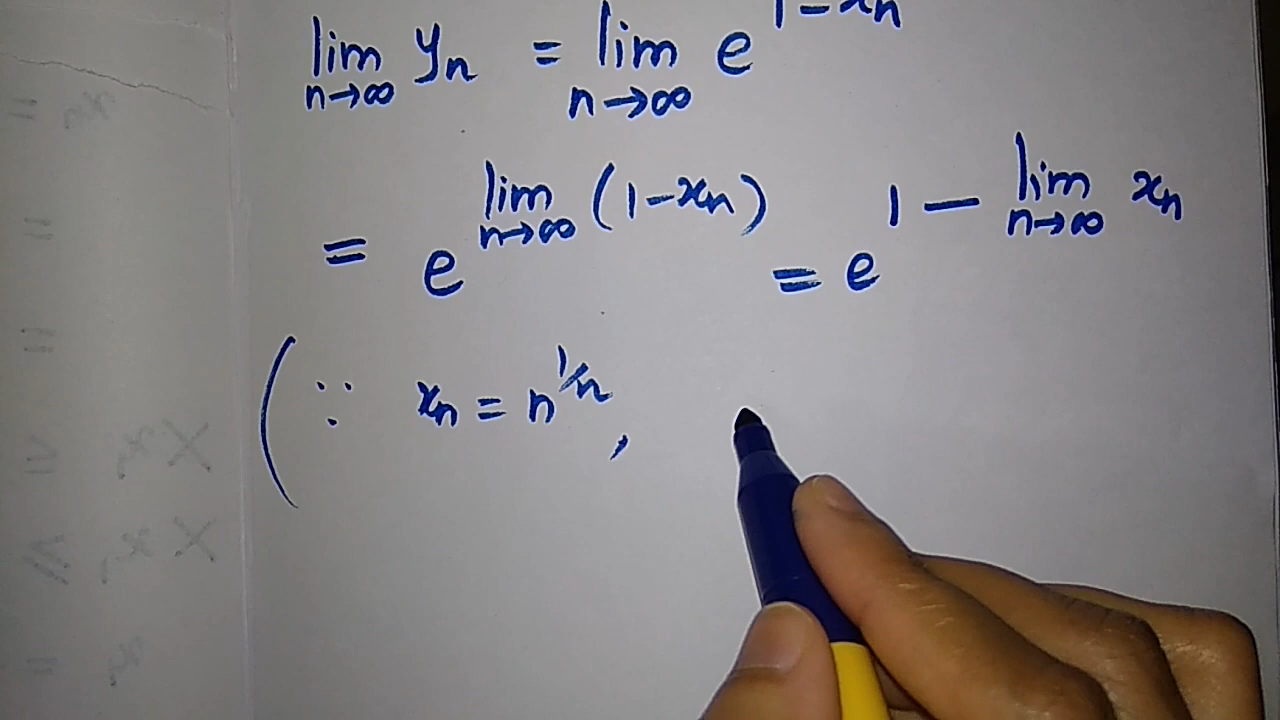 lim n→∞ yn = lim n→∞ e^(1-xn)
= e^(lim n→∞ (1-xn)) = e^(1 - lim n→∞ xn)
( ∵ xn = n^(1/n),